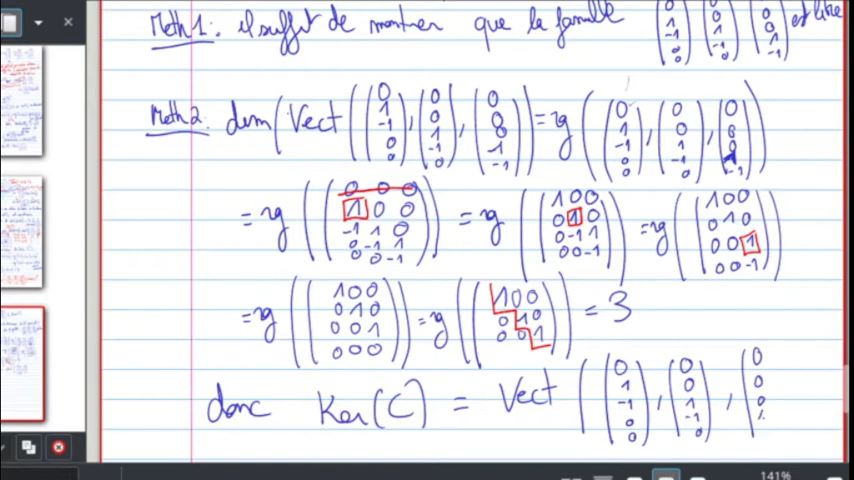 Meth 1: il suffit de montrer que la famille (0 1 -1 0 0) (0 0 1 -1 0) (0 0 1 -1) est libre
Meth 2: dim(Vect((0 1 -1 0 0), (0 0 1 -1 0), (0 0 0 1 -1))) = rg((0 1 -1 0 0), (0 0 1 -1 0), (0 0 0 1 -1))
= rg((0 0 0 / 1 0 0 / -1 1 0 / 0 -1 1 / 0 0 -1)) = rg((1 0 0 / 0 1 0 / 0 -1 1 / 0 0 -1)) = rg((1 0 0 / 0 1 0 / 0 0 1 / 0 0 -1))
= rg((1 0 0 / 0 1 0 / 0 0 1 / 0 0 0)) = rg((1 0 0 / 0 1 0 / 0 0 1)) = 3
donc Ker(C) = Vect((0 1 -1 0 0), (0 0 1 -1 0), (0 0 0
141%